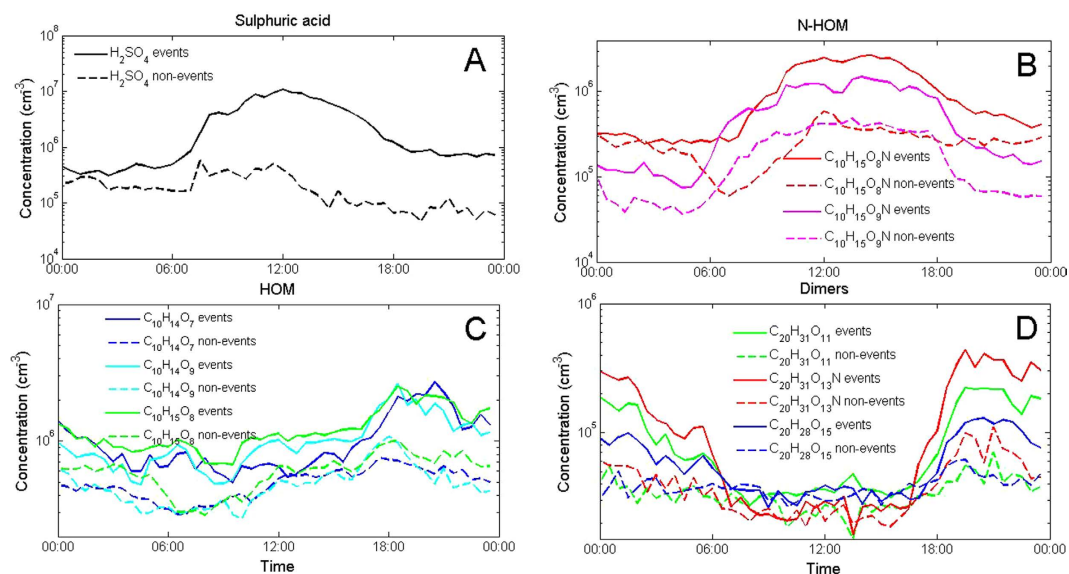 Sulphuric acid
A
H₂SO₄ events
H₂SO₄ non-events
Concentration (cm⁻³)
10⁸
10⁷
10⁶
10⁵
10⁴
00:00 06:00 12:00 18:00 00:00
N-HOM
B
C₁₀H₁₅O₈N events
C₁₀H₁₅O₈N non-events
C₁₀H₁₅O₉N events
C₁₀H₁₅O₉N non-events
Concentration (cm⁻³)
10⁶
10⁵
10⁴
00:00 06:00 12:00 18:00 00:00
HOM
C
C₁₀H₁₄O₇ events
C₁₀H₁₄O₇ non-events
C₁₀H₁₄O₉ events
C₁₀H₁₄O₉ non-events
C₁₀H₁₅O₈ events
C₁₀H₁₅O₈ non-events
Concentration (cm⁻³)
10⁷
10⁶
00:00 06:00 12:00 18:00 00:00
Time
Dimers
D
C₂₀H₃₁O₁₁ events
C₂₀H₃₁O₁₁ non-events
C₂₀H₃₁O₁₃N events
C₂₀H₃₁O₁₃N non-events
C₂₀H₂₈O₁₅ events
C₂₀H₂₈O₁₅ non-events
Concentration (cm⁻³)
10⁶
10⁵
00:00 06:00 12:00 18:00 00:00
Time